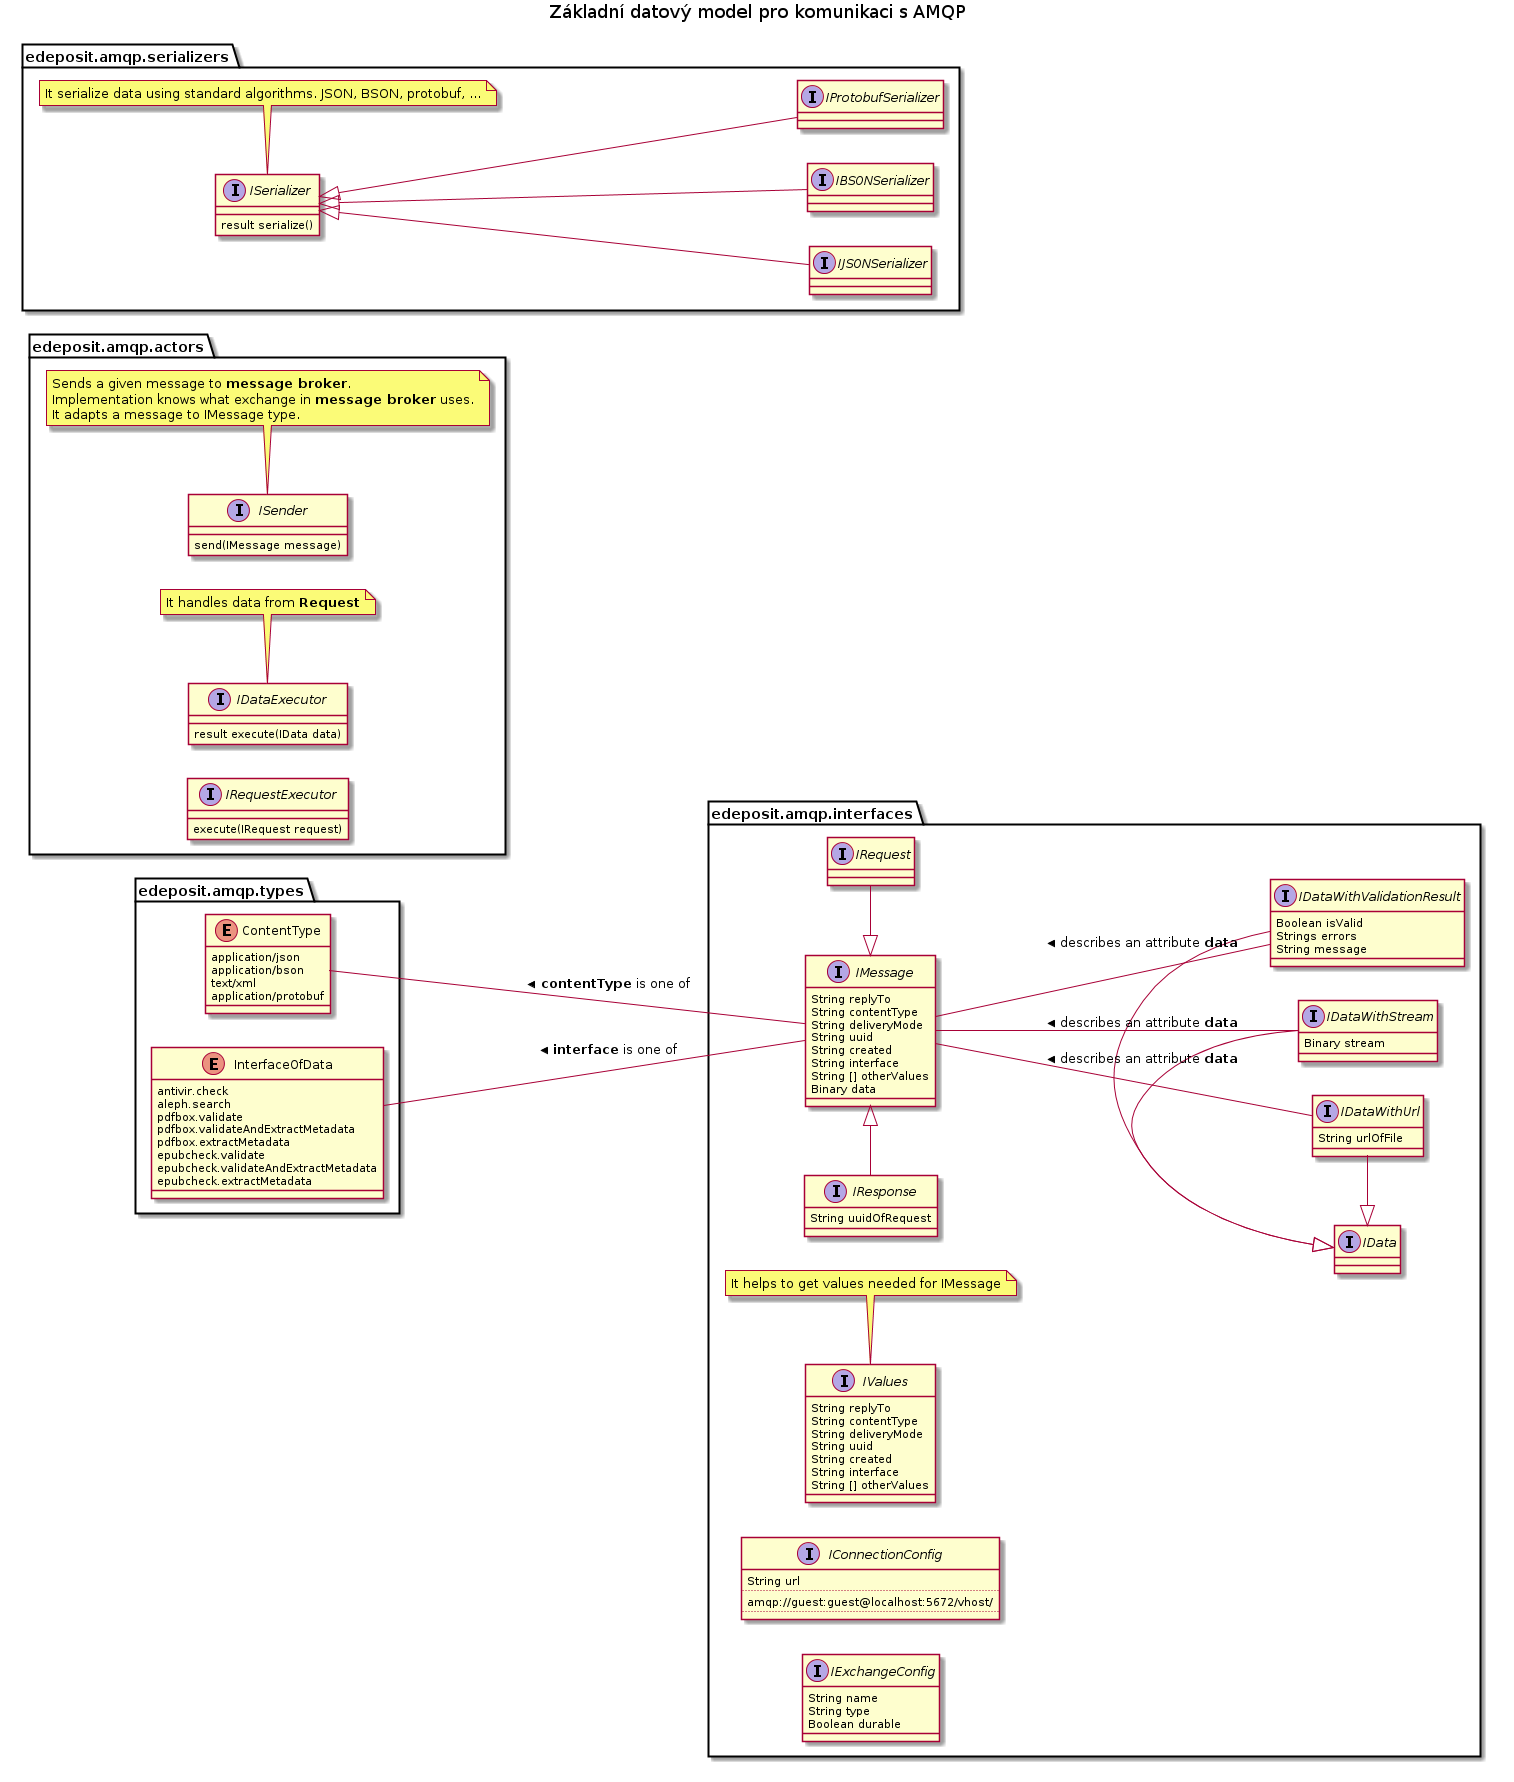 Základní datový model pro komunikaci s AMQP
edeposit.amqp.serializers
It serialize data using standard algorithms. JSON, BSON, protobuf, ...
I IProtobufSerializer
I IBSONSerializer
I ISerializer
result serialize()
I IJSONSerializer
edeposit.amqp.actors
Sends a given message to message broker.
Implementation knows what exchange in message broker uses.
It adapts a message to IMessage type.
I ISender
send(IMessage message)
It handles data from Request
I IDataExecutor
result execute(IData data)
I IRequestExecutor
execute(IRequest request)
edeposit.amqp.types
E ContentType
application/json
application/bson
text/xml
application/protobuf
E InterfaceOfData
antivir.check
aleph.search
pdfbox.validate
pdfbox.validateAndExtractMetadata
pdfbox.extractMetadata
epubcheck.validate
epubcheck.validateAndExtractMetadata
epubcheck.extractMetadata
◄ contentType is one of
◄ interface is one of
edeposit.amqp.interfaces
I IRequest
I IMessage
String replyTo
String contentType
String deliveryMode
String uuid
String created
String interface
String [] otherValues
Binary data
I IResponse
String uuidOfRequest
◄ describes an attribute data
◄ describes an attribute data
◄ describes an attribute data
I IDataWithValidationResult
Boolean isValid
Strings errors
String message
I IDataWithStream
Binary stream
I IDataWithUrl
String urlOfFile
I IData
It helps to get values needed for IMessage
I IValues
String replyTo
String contentType
String deliveryMode
String uuid
String created
String interface
String [] otherValues
I IConnectionConfig
String url
amqp://guest:guest@localhost:5672/vhost/
I IExchangeConfig
String name
String type
Boolean durable